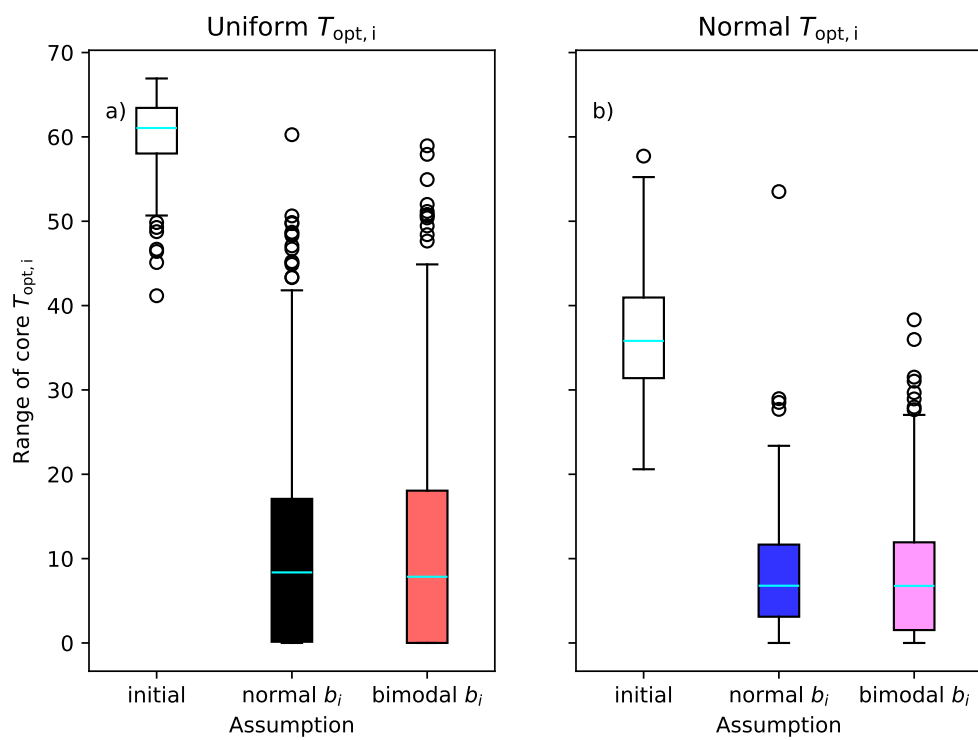 Uniform T_opt, i
Normal T_opt, i
a)
b)
70
60
50
40
30
20
10
0
Range of core T_opt,i
initial normal b_i bimodal b_i
initial normal b_i bimodal b_i
Assumption
Assumption